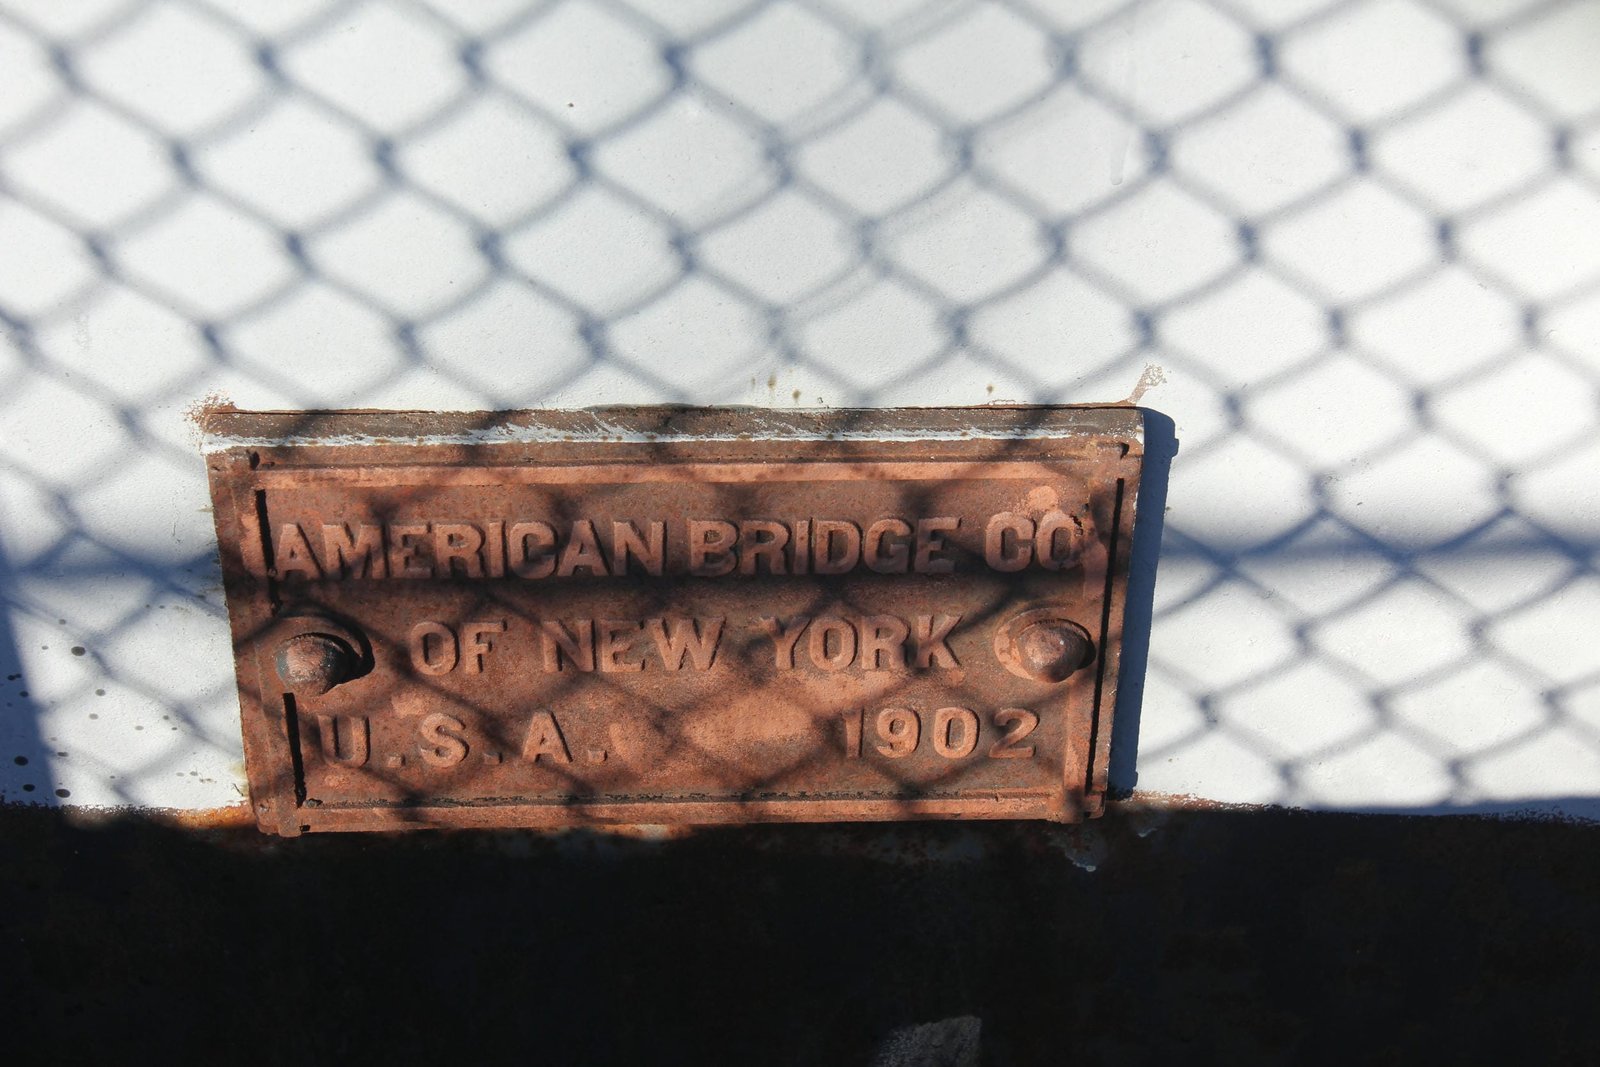 AMERICAN BRIDGE CO
OF NEW YORK
U.S.A. 1902